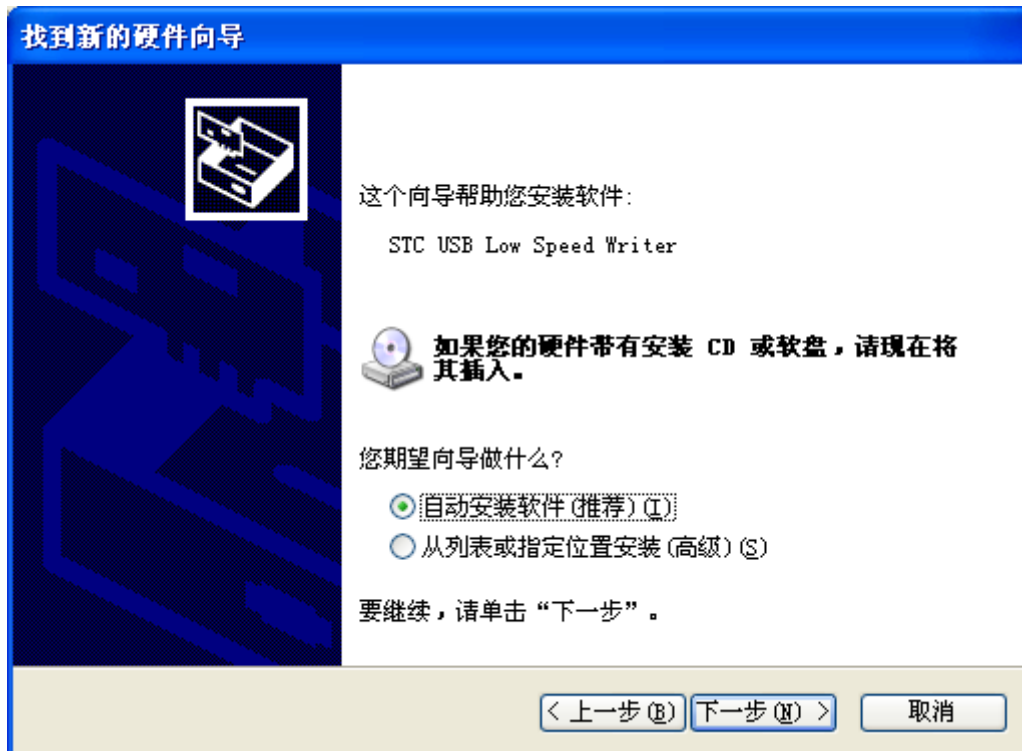 找到新的硬件向导
这个向导帮助您安装软件:
STC USB Low Speed Writer
如果您的硬件带有安装 CD 或软盘，请现在将
其插入。
您期望向导做什么?
自动安装软件(推荐)(I)
从列表或指定位置安装(高级)(S)
要继续，请单击“下一步”。
< 上一步(B) 下一步(N) > 取消